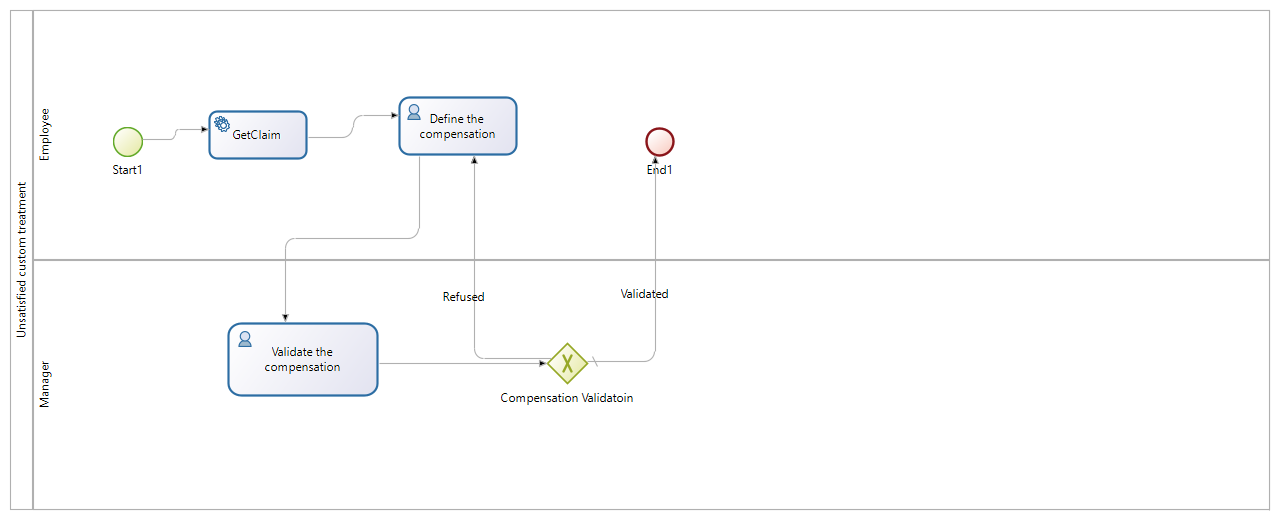 Unsatisfied custom treatment
Employee
Start1
GetClaim
Define the
compensation
End1
Manager
Refused
Validated
Validate the
compensation
Compensation Validatoin